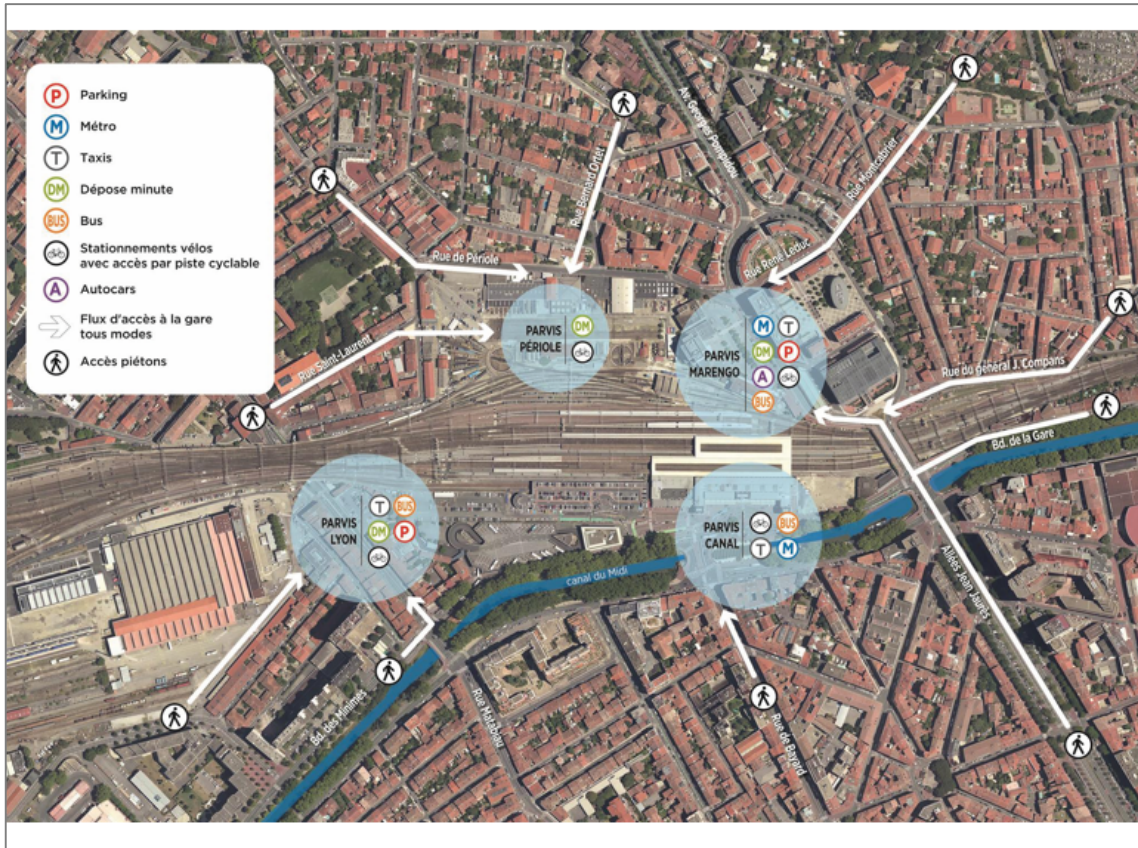 P Parking
M Métro
T Taxis
DM Dépose minute
BUS Bus
Stationnements vélos
avec accès par piste cyclable
A Autocars
Flux d'accès à la gare
tous modes
Accès piétons
Av. Georges Pompidou
Rue Bernard Ortet
Rue Montcabrier
Rue René Leduc
Rue de Périole
Rue Saint-Laurent
PARVIS
PÉRIOLE
DM
PARVIS
MARENGO
M T
DM P
A
BUS
Rue du général J. Compans
Bd. de la Gare
PARVIS
LYON
T BUS
DM P
PARVIS
CANAL
BUS
T M
canal du Midi
Allées Jean Jaurès
Bd. des Minimes
Rue Matabiau
Rue de Bayard